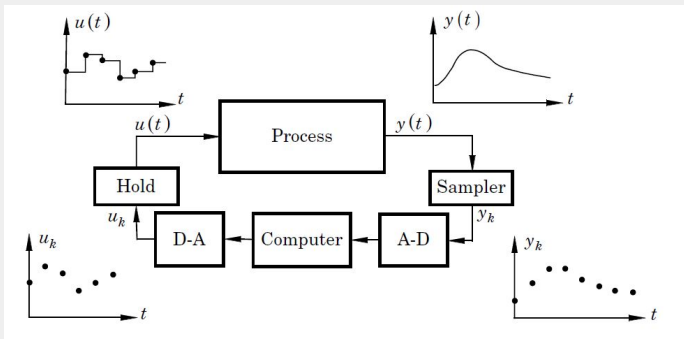 u(t)
y(t)
t
t
u(t)
Process
y(t)
Hold
Sampler
u_k
D-A
Computer
A-D
y_k
u_k
y_k
t
t